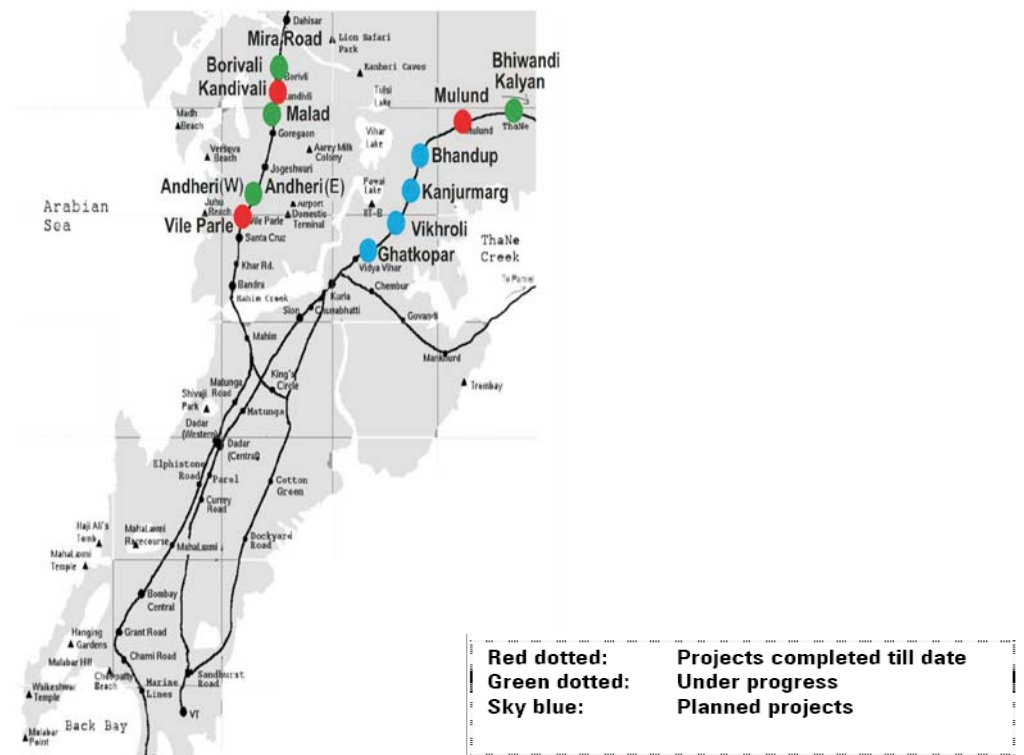 Dahisar
Mira Road
Lion Safari
Park
Borivali
Borivli
Kanheri Caves
Bhiwandi
Kalyan
Kandivali
Tulsi
Lake
Mulund
Malad
Madh
Beach
Goregaon
Vihar
Lake
Mulund
ThaNe
Versova
Beach
Aarey Milk
Colony
Bhandup
Jogeshwari
Andheri(W)
Andheri(E)
Powai
Lake
Kanjurmarg
Arabian
Sea
Juhu
Beach
Airport
Domestic
Terminal
IIT-B
Vile Parle
Vile Parle
Vikhroli
Santa Cruz
ThaNe
Creek
Ghatkopar
Khar Rd.
Vidya Vihar
To Panvel
Bandra
Chembur
Mahim Creek
Kurla
Sion
Chunabhatti
Govandi
Mahim
Mankhurd
King's
Circle
Trombay
Matunga
Road
Shivaji
Park
Matunga
Dadar
(Western)
Dadar
(Central)
Elphistone
Road
Parel
Cotton
Green
Currey
Road
Haji Ali's
Tomb
MahaLaxmi
Racecourse
Dockyard
Road
MahaLaxmi
MahaLaxmi
Temple
Bombay
Central
Hanging
Gardens
Grant Road
Malabar Hill
Charni Road
Chowpatty
Beach
Sandhurst
Road
Walkeshwar
Temple
Marine
Lines
VT
Back Bay
Malabar
Point
Red dotted: Projects completed till date
Green dotted: Under progress
Sky blue: Planned projects